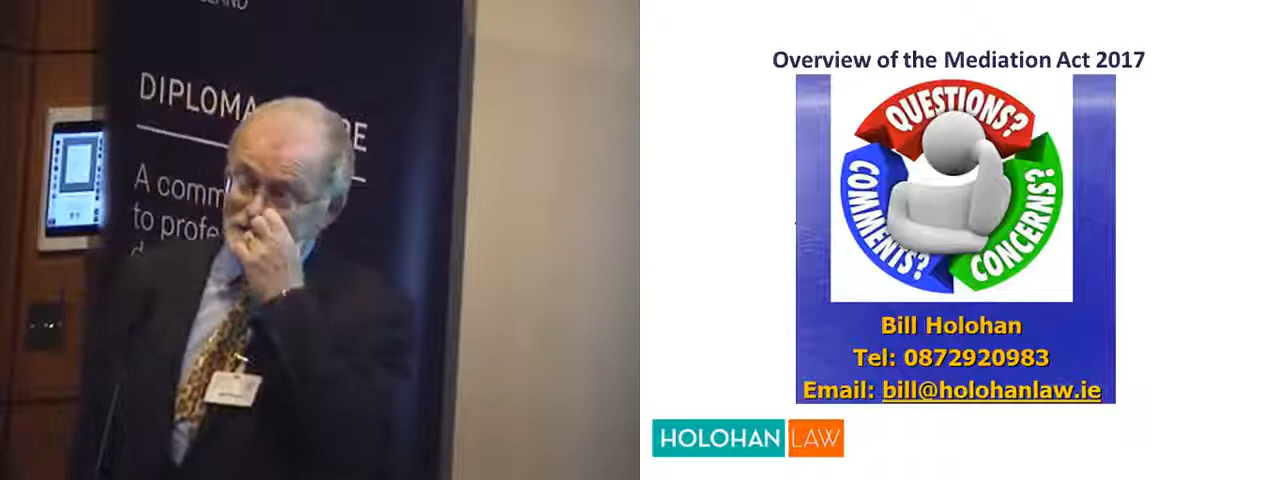 DIPLOMA
RE
A comm
to profe
Overview of the Mediation Act 2017
QUESTIONS?
COMMENTS?
CONCERNS?
Bill Holohan
Tel: 0872920983
Email: bill@holohanlaw.ie
HOLOHAN LAW